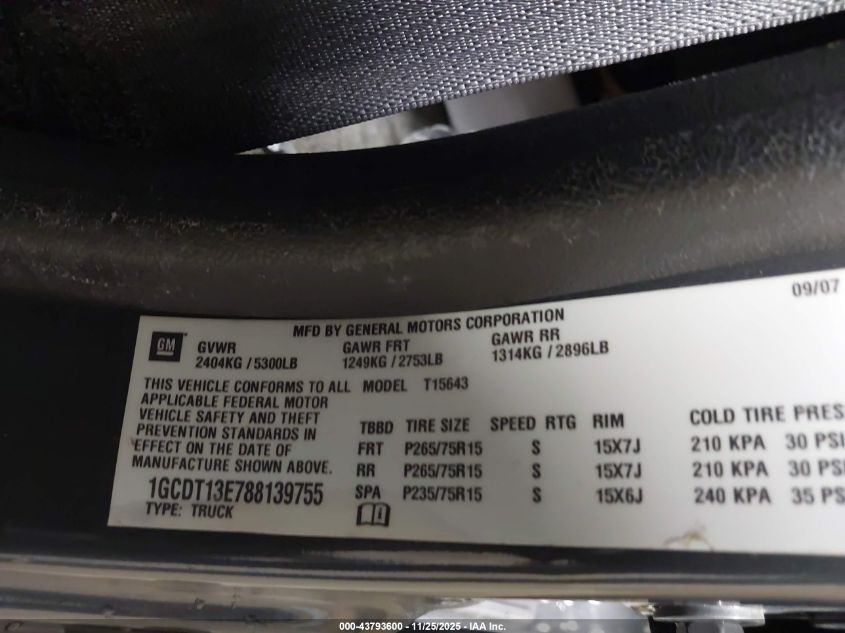 09/07
MFD BY GENERAL MOTORS CORPORATION
GM
GVWR GAWR FRT GAWR RR
2404KG / 5300LB 1249KG / 2753LB 1314KG / 2896LB
THIS VEHICLE CONFORMS TO ALL
APPLICABLE FEDERAL MOTOR
VEHICLE SAFETY AND THEFT
PREVENTION STANDARDS IN
EFFECT ON THE DATE OF
MANUFACTURE SHOWN ABOVE.
1GCDT13E788139755
TYPE: TRUCK
MODEL T15643
TBBD TIRE SIZE SPEED RTG RIM COLD TIRE PRES
FRT P265/75R15 S 15X7J 210 KPA 30 PSI
RR P265/75R15 S 15X7J 210 KPA 30 PSI
SPA P235/75R15 S 15X6J 240 KPA 35 PS
000-43793600 - 11/25/2025 - © IAA Inc.